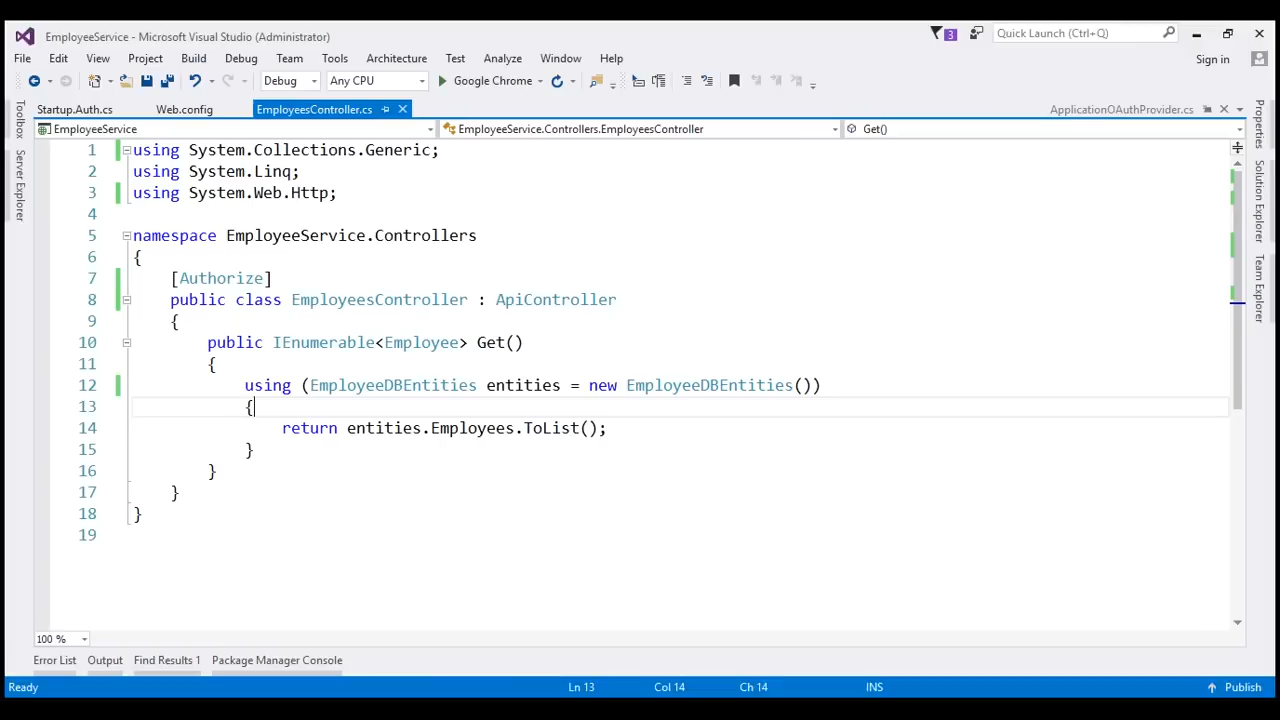 EmployeeService - Microsoft Visual Studio (Administrator)
3
Quick Launch (Ctrl+Q)
File Edit View Project Build Debug Team Tools Architecture Test Analyze Window Help
Sign in
Debug Any CPU Google Chrome
Startup.Auth.cs Web.config EmployeesController.cs ApplicationOAuthProvider.cs
EmployeeService EmployeeService.Controllers.EmployeesController Get()
Toolbox
Server Explorer
1 using System.Collections.Generic;
2 using System.Linq;
3 using System.Web.Http;
4
5 namespace EmployeeService.Controllers
6 {
7 [Authorize]
8 public class EmployeesController : ApiController
9 {
10 public IEnumerable<Employee> Get()
11 {
12 using (EmployeeDBEntities entities = new EmployeeDBEntities())
13 {
14 return entities.Employees.ToList();
15 }
16 }
17 }
18 }
19
Properties
Solution Explorer
Team Explorer
100 %
Error List Output Find Results 1 Package Manager Console
Ready Ln 13 Col 14 Ch 14 INS Publish